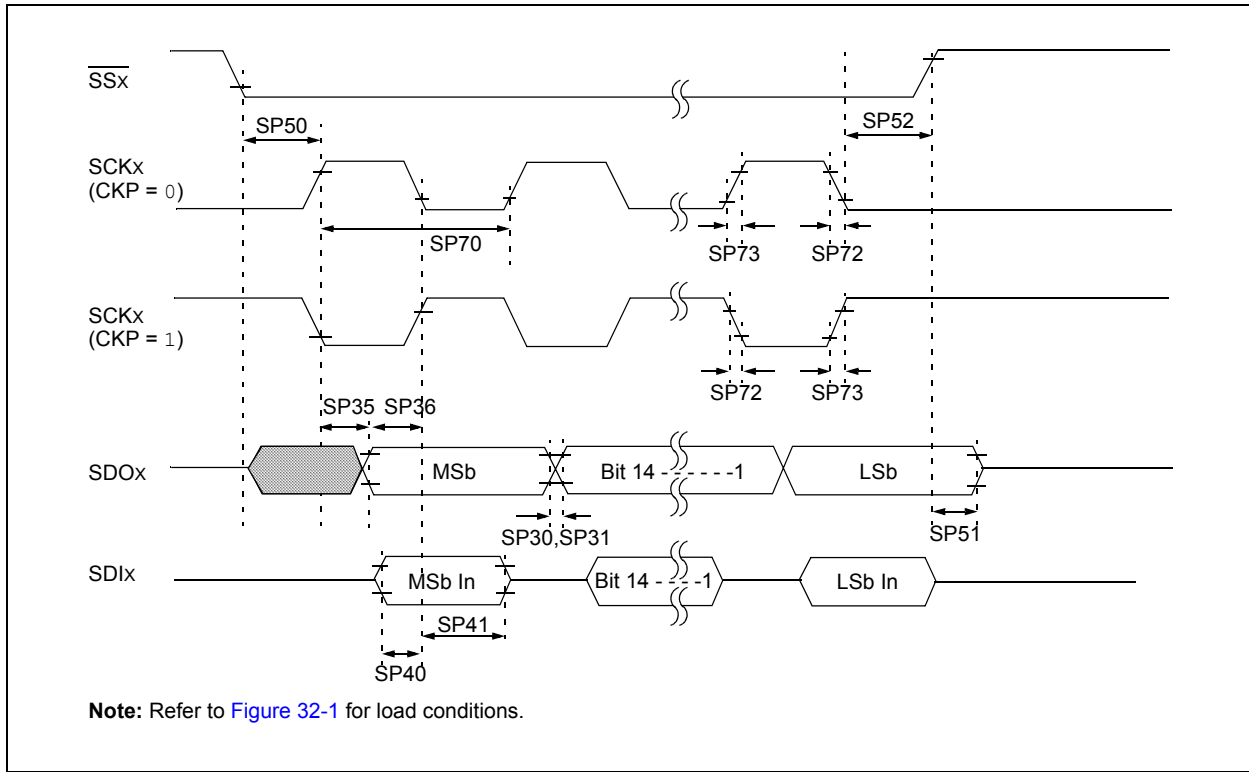 SSx
SP50
SP52
SCKx
(CKP = 0)
SP70
SP73
SP72
SCKx
(CKP = 1)
SP72
SP73
SP35
SP36
SDOx
MSb
Bit 14 - - - - - -1
LSb
SP30,SP31
SP51
SDIx
MSb In
Bit 14 - - - -1
LSb In
SP41
SP40
Note: Refer to Figure 32-1 for load conditions.